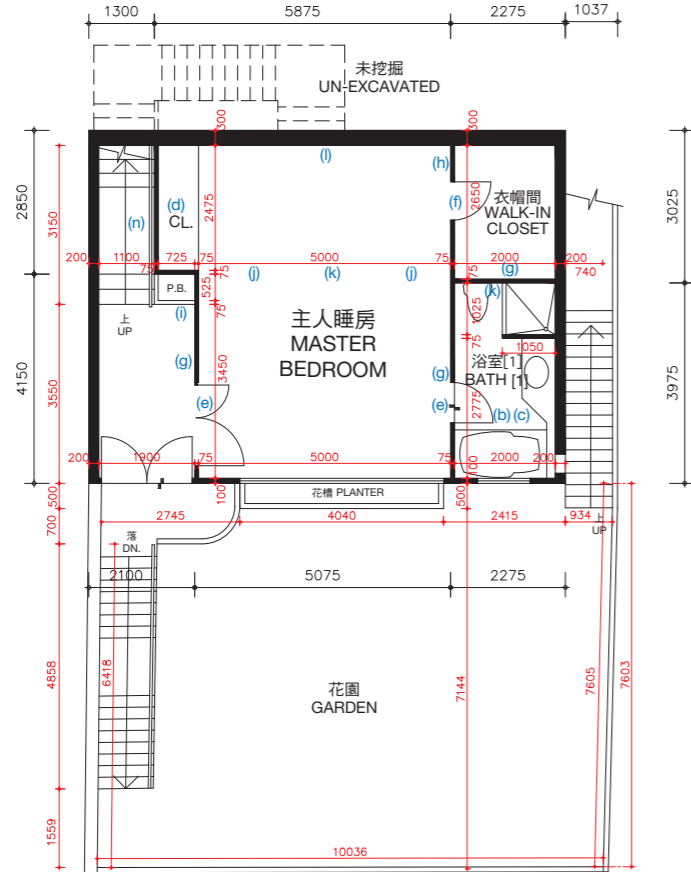 1300
5875
2275
1037
未挖掘
UN-EXCAVATED
300
300
(l)
(h)
2850
3150
2475
(d)
CL.
(n)
(f)
2650
衣帽間
WALK-IN
CLOSET
3025
200
1100
75
725
75
5000
75
2000
200
740
(j)
(k)
(j)
(g)
75
75
525
75
P.B.
(i)
(k)
1025
上
UP
主人睡房
MASTER
BEDROOM
75
1050
4150
3550
(g)
3450
(g)
浴室[1]
BATH [1]
3975
(e)
(e)
2775
(b)
(c)
200
1900
75
5000
75
2000
200
100
100
500
花槽 PLANTER
500
700
2745
4040
2415
934
上
UP
落
DN.
2100
5075
2275
4858
6418
7144
7605
7603
花園
GARDEN
1559
10036